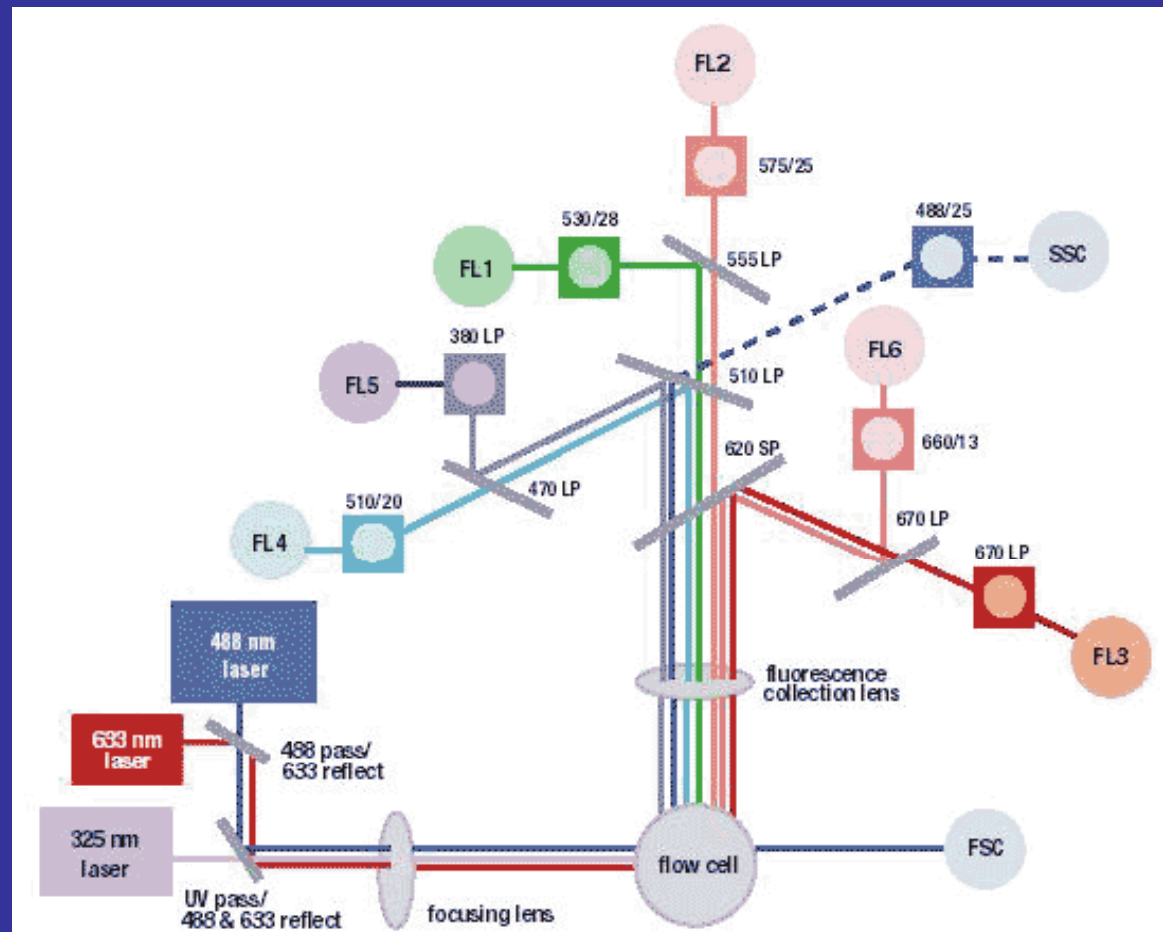 FL2
575/25
530/28
488/25
FL1
555 LP
SSC
380 LP
FL6
FL5
510 LP
620 SP
660/13
470 LP
510/20
670 LP
FL4
670 LP
488 nm
laser
FL3
fluorescence
collection lens
633 nm
laser
488 pass/
633 reflect
325 nm
laser
flow cell
FSC
UV pass/
488 & 633 reflect
focusing lens